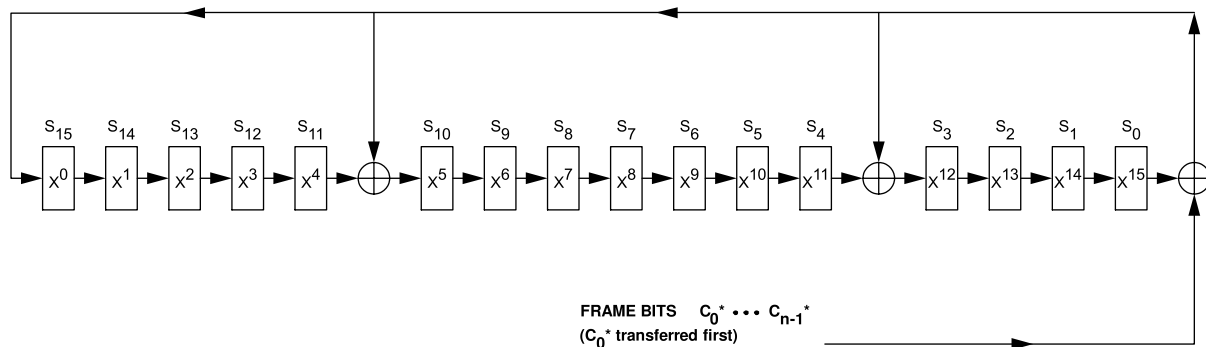 S₁₅ S₁₄ S₁₃ S₁₂ S₁₁ S₁₀ S₉ S₈ S₇ S₆ S₅ S₄ S₃ S₂ S₁ S₀
X⁰ X¹ X² X³ X⁴ X⁵ X⁶ X⁷ X⁸ X⁹ X¹⁰ X¹¹ X¹² X¹³ X¹⁴ X¹⁵
FRAME BITS C₀* ••• Cₙ₋₁*
(C₀* transferred first)